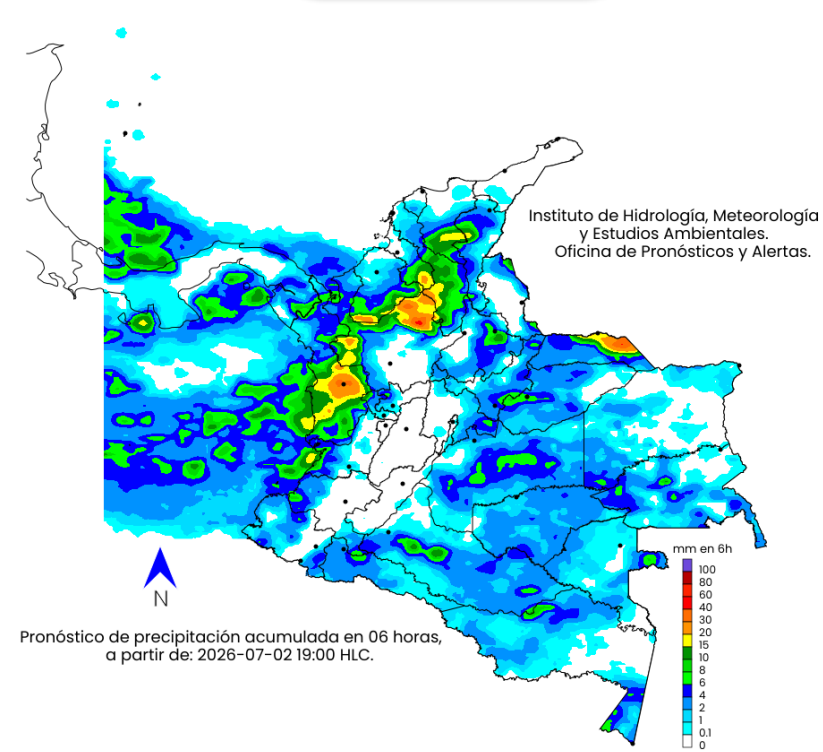 Instituto de Hidrología, Meteorología
y Estudios Ambientales.
Oficina de Pronósticos y Alertas.
mm en 6h
100
80
60
40
30
20
15
10
8
6
4
2
1
0.1
0
N
Pronóstico de precipitación acumulada en 06 horas,
a partir de: 2026-07-02 19:00 HLC.